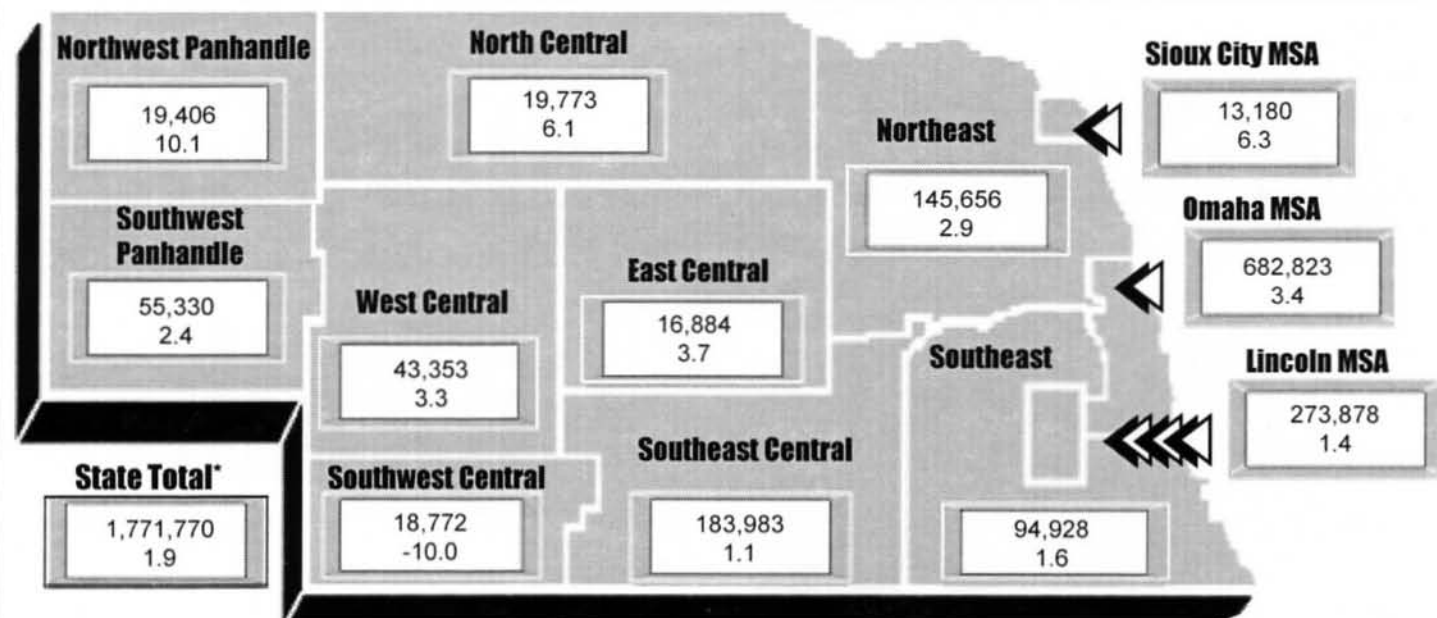 Northwest Panhandle
19,406
10.1
North Central
19,773
6.1
Sioux City MSA
13,180
6.3
Northeast
145,656
2.9
Omaha MSA
682,823
3.4
Southwest
Panhandle
55,330
2.4
West Central
43,353
3.3
East Central
16,884
3.7
Southeast
94,928
1.6
Lincoln MSA
273,878
1.4
State Total*
1,771,770
1.9
Southwest Central
18,772
-10.0
Southeast Central
183,983
1.1